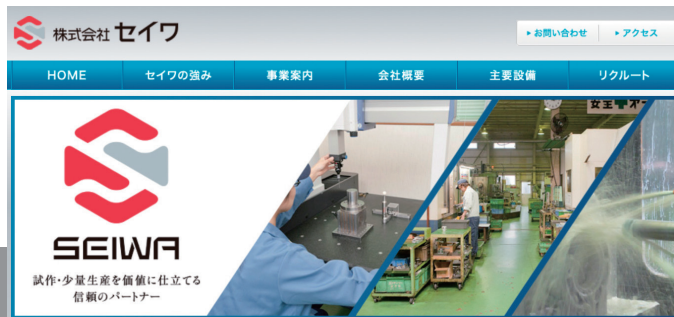 株式会社 セイワ
お問い合わせ
アクセス
HOME
セイワの強み
事業案内
会社概要
主要設備
リクルート
SEIWA
試作・少量生産を価値に仕立てる
信頼のパートナー
安全